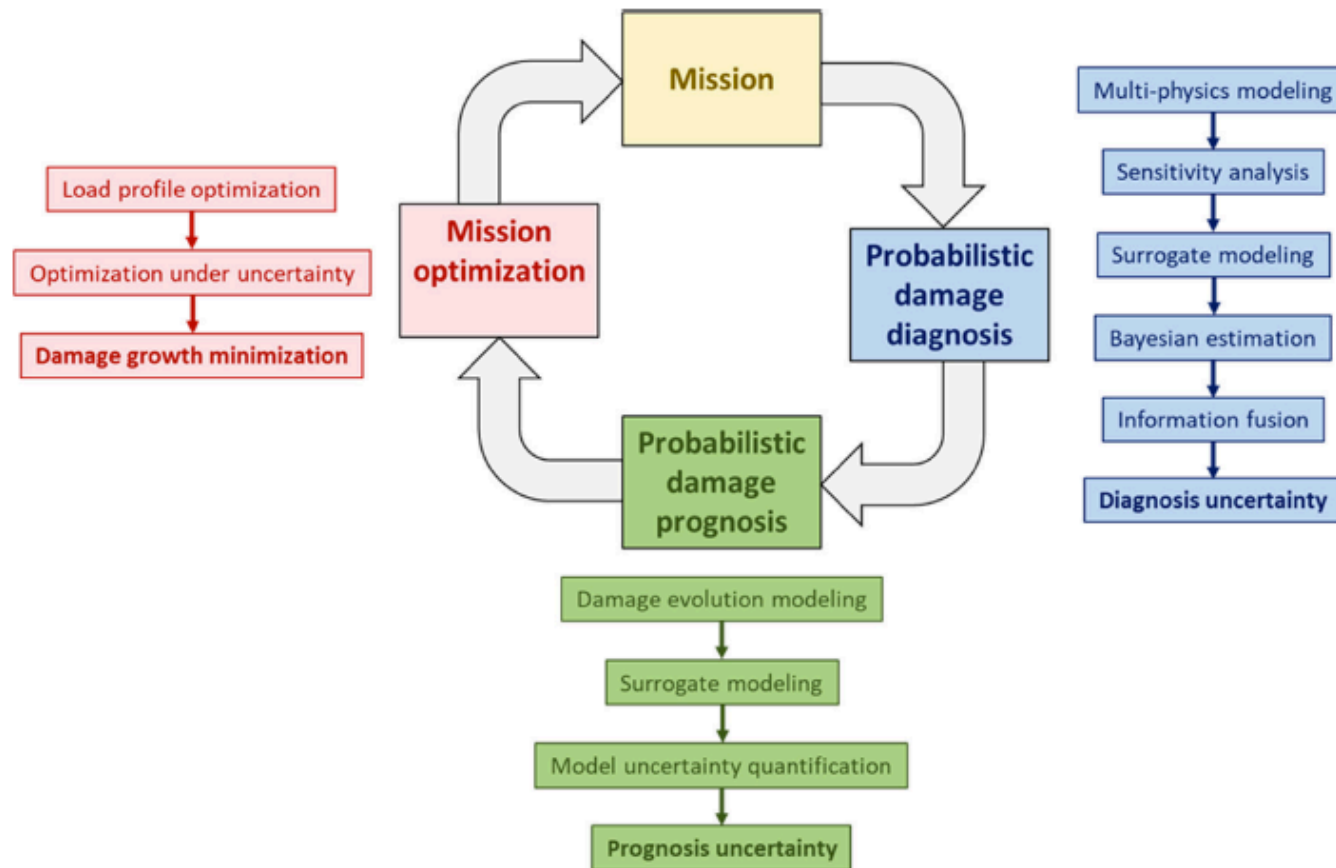 Mission
Mission
optimization
Probabilistic
damage
diagnosis
Probabilistic
damage
prognosis
Load profile optimization
Optimization under uncertainty
Damage growth minimization
Multi-physics modeling
Sensitivity analysis
Surrogate modeling
Bayesian estimation
Information fusion
Diagnosis uncertainty
Damage evolution modeling
Surrogate modeling
Model uncertainty quantification
Prognosis uncertainty